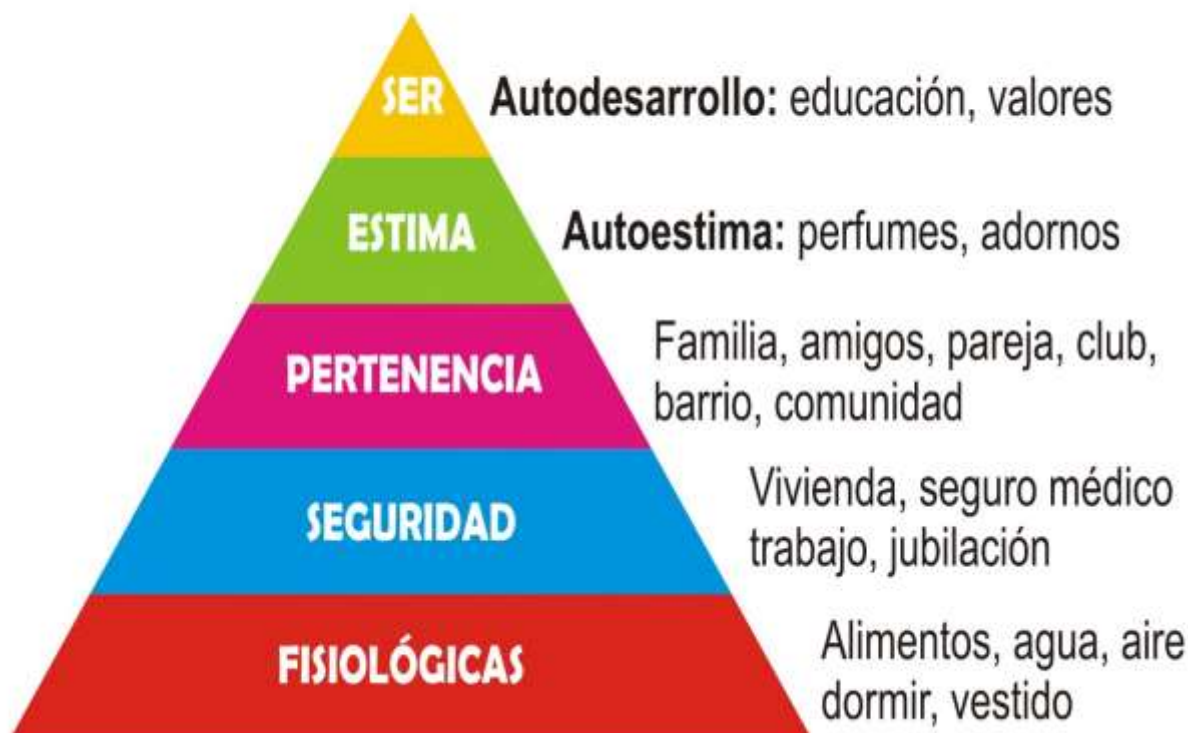 SER
Autodesarrollo: educación, valores
ESTIMA
Autoestima: perfumes, adornos
PERTENENCIA
Familia, amigos, pareja, club,
barrio, comunidad
SEGURIDAD
Vivienda, seguro médico
trabajo, jubilación
FISIOLÓGICAS
Alimentos, agua, aire
dormir, vestido